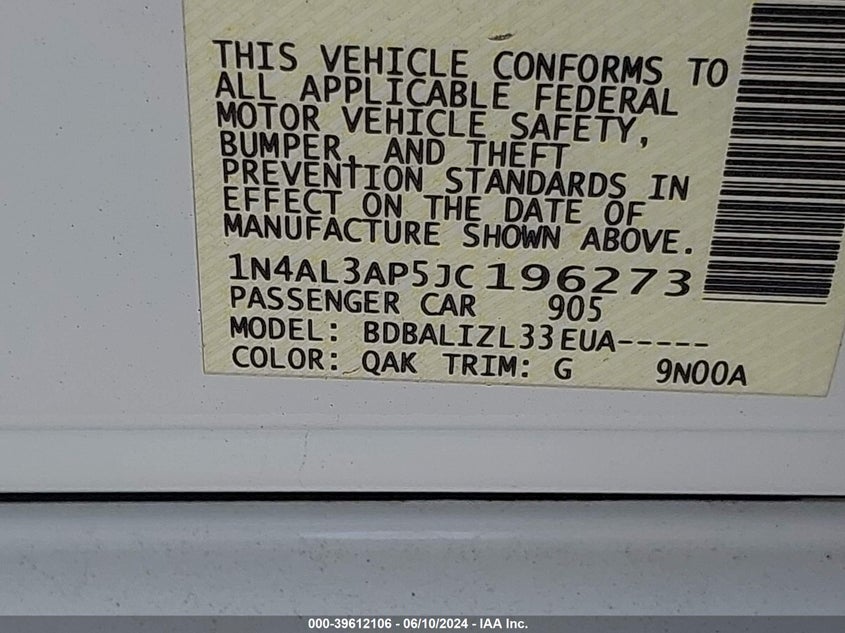 THIS VEHICLE CONFORMS TO
ALL APPLICABLE FEDERAL
MOTOR VEHICLE SAFETY,
BUMPER, AND THEFT
PREVENTION STANDARDS IN
EFFECT ON THE DATE OF
MANUFACTURE SHOWN ABOVE.
1N4AL3AP5JC196273
PASSENGER CAR 905
MODEL: BDBALIZL33EUA-----
COLOR: QAK TRIM: G 9N00A
000-39612106 - 06/10/2024 - IAA Inc.